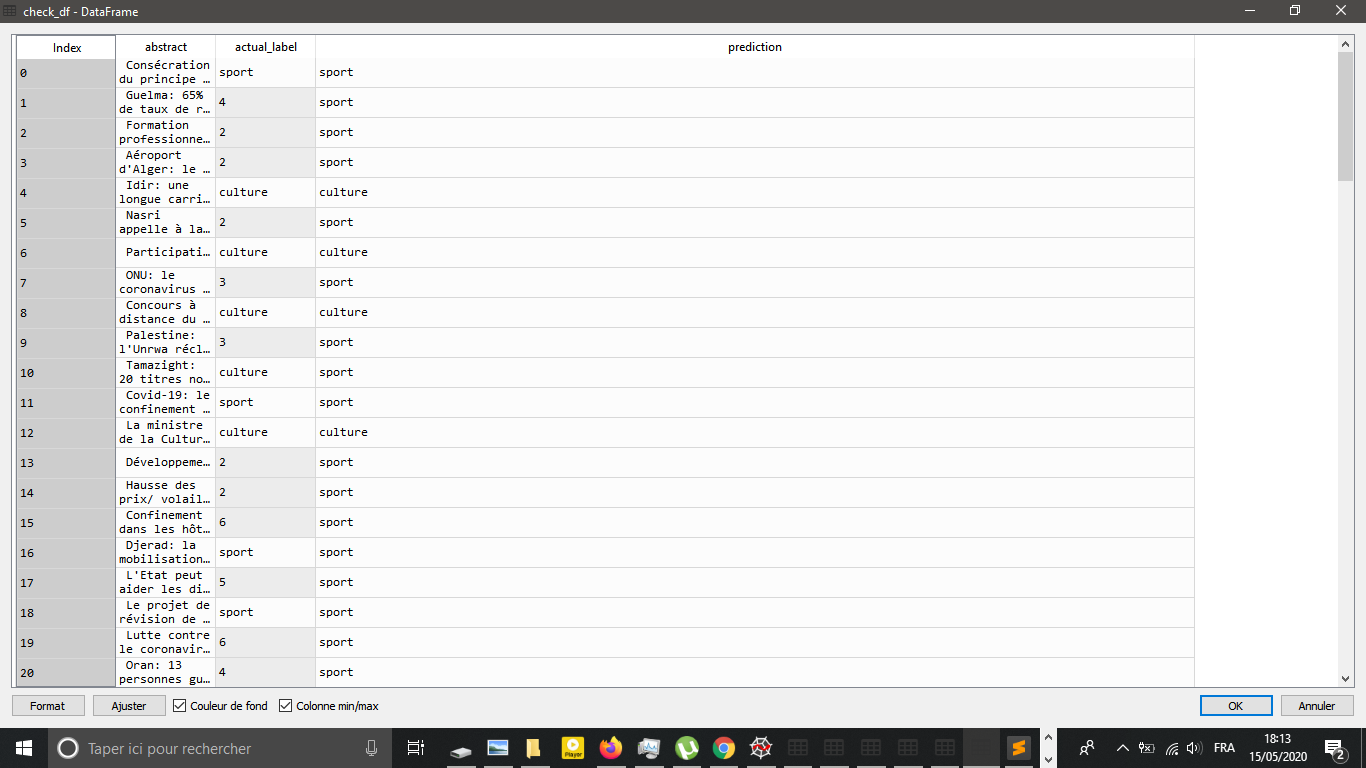 check_df - DataFrame
Index abstract actual_label prediction
0 Consécration du principe … sport sport
1 Guelma: 65% de taux de r… 4 sport
2 Formation professionne… 2 sport
3 Aéroport d'Alger: le … 2 sport
4 Idir: une longue carri… culture culture
5 Nasri appelle à la… 2 sport
6 Participati… culture culture
7 ONU: le coronavirus … 3 sport
8 Concours à distance du … culture culture
9 Palestine: l'Unrwa récl… 3 sport
10 Tamazight: 20 titres no… culture sport
11 Covid-19: le confinement … sport sport
12 La ministre de la Cultur… culture culture
13 Développeme… 2 sport
14 Hausse des prix/ volail… 2 sport
15 Confinement dans les hôt… 6 sport
16 Djerad: la mobilisation… sport sport
17 L'Etat peut aider les di… 5 sport
18 Le projet de révision de … sport sport
19 Lutte contre le coronavir… 6 sport
20 Oran: 13 personnes gu… 4 sport
Format Ajuster Couleur de fond Colonne min/max OK Annuler
Taper ici pour rechercher Player FRA 18:13
15/05/2020 2